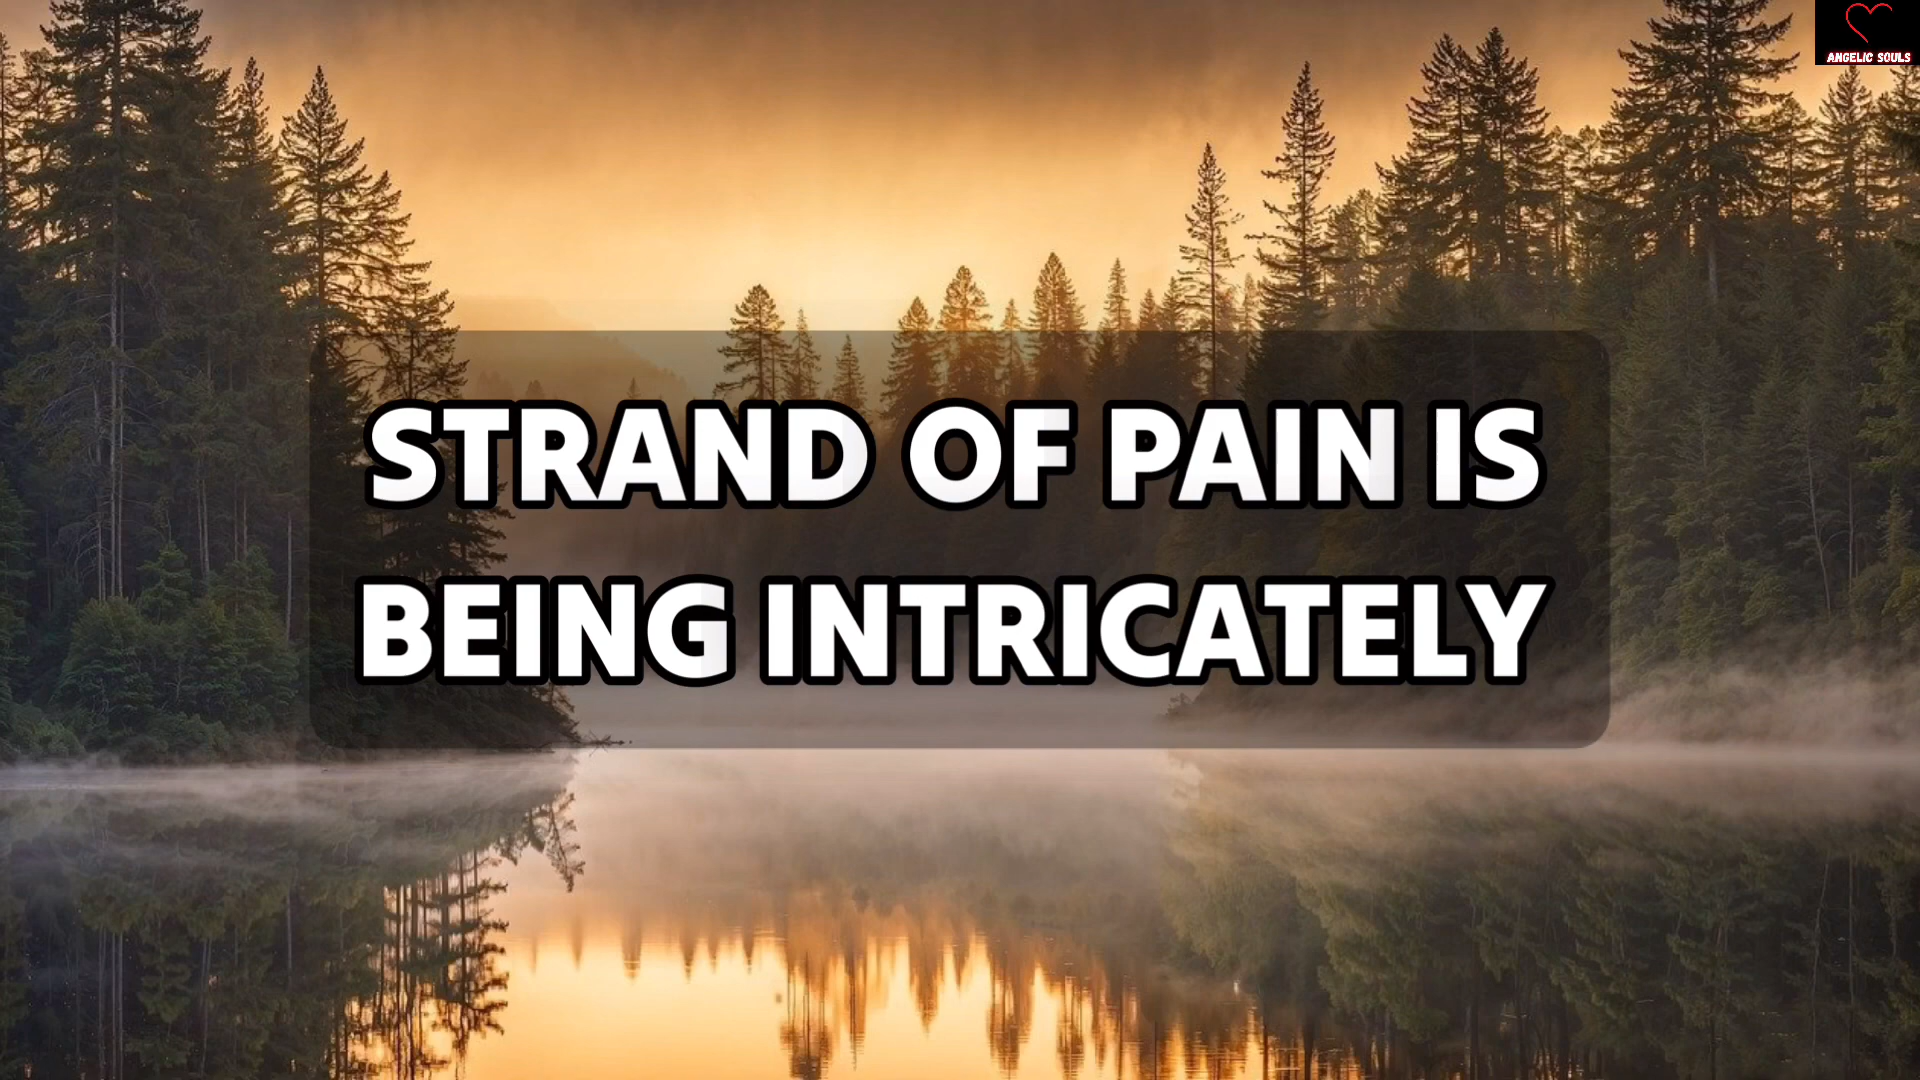 ANGELIC SOULS
STRAND OF PAIN IS
BEING INTRICATELY